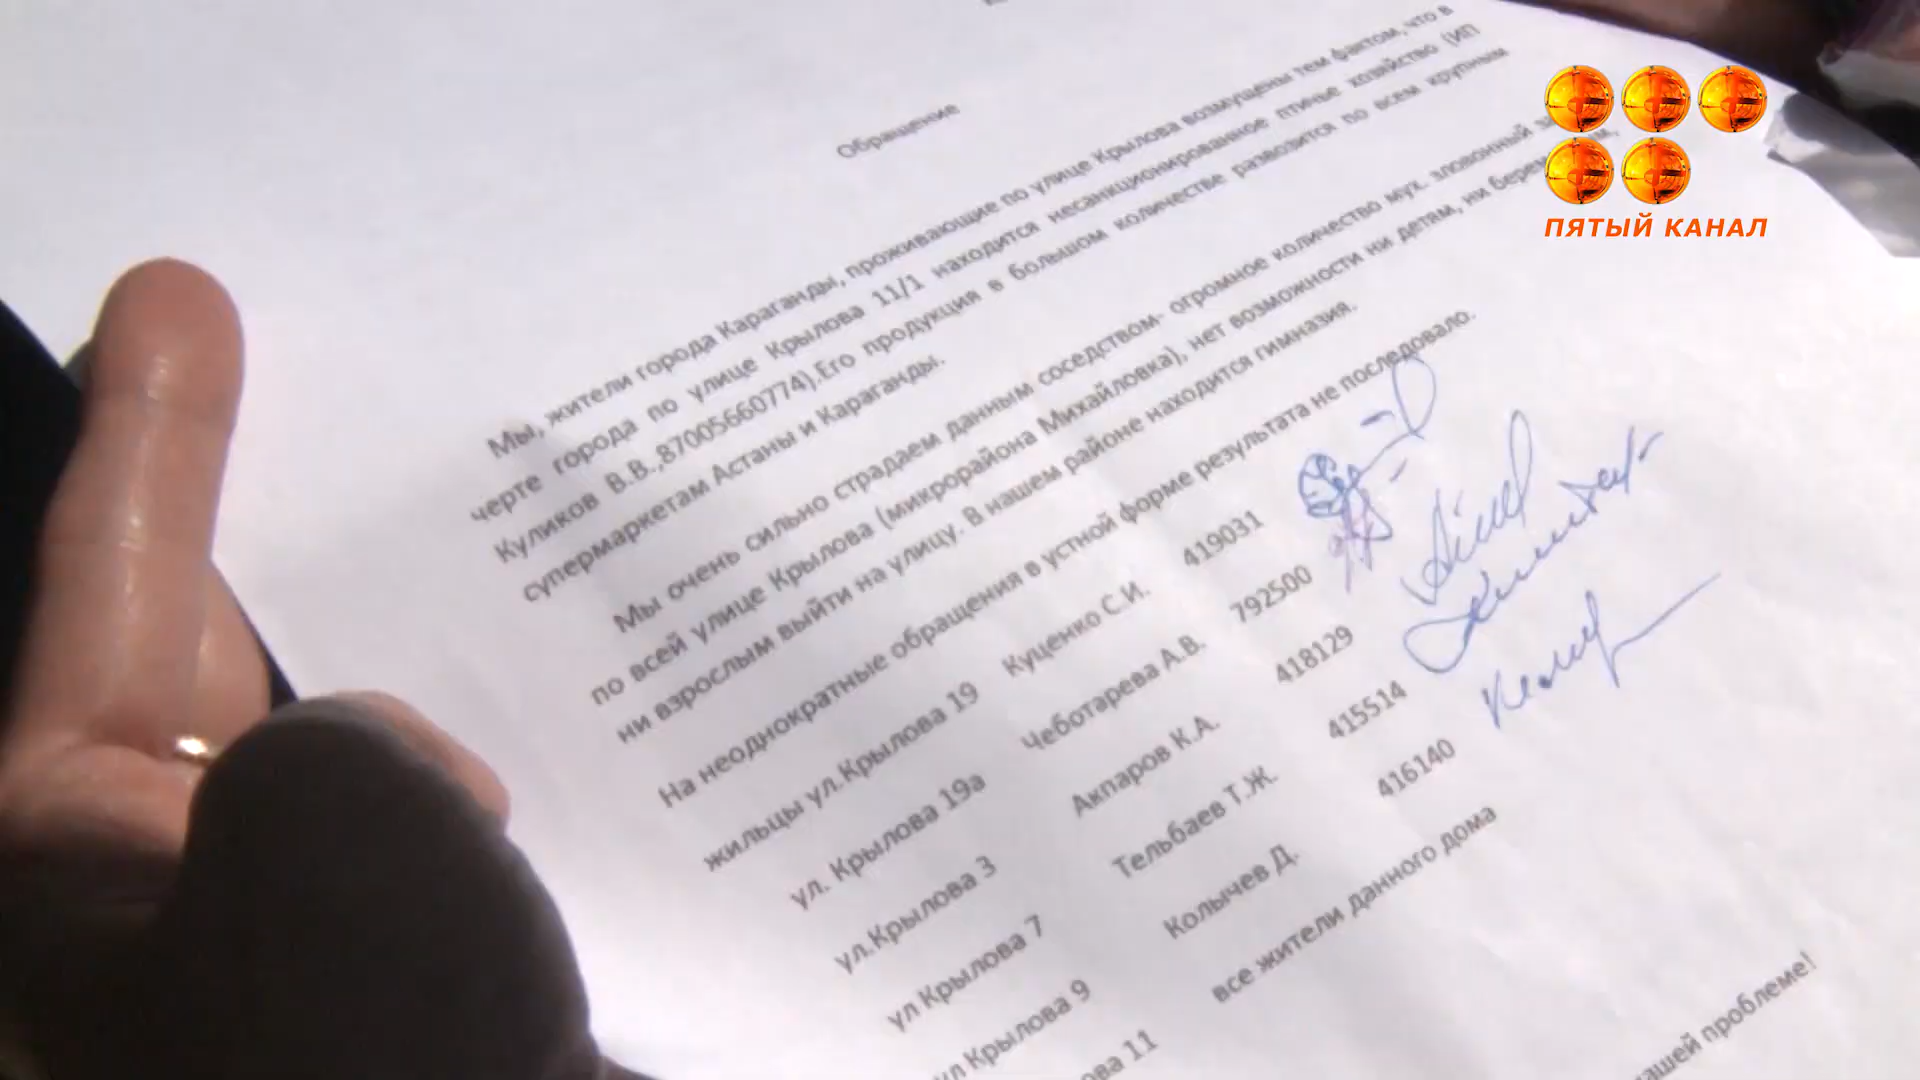 Обращение
Мы, жители города Караганды, проживающие по улице Крылова возмущены тем фактом, что в
черте города по улице Крылова 11/1 находится несанкционированное птичье хозяйство (ИП
Куликов В.В.,87005660774).Его продукция в большом количестве развозится по всем крупным
супермаркетам Астаны и Караганды.
Мы очень сильно страдаем данным соседством- огромное количество мух. зловонный
по всей улице Крылова (микрорайона Михайловка), нет возможности ни детям, ни
ни взрослым выйти на улицу. В нашем районе находится гимназия.
На неоднократные обращения в устной форме результата не последовало.
жильцы ул.Крылова 19 Куценко С.И. 419031
ул. Крылова 19а Чеботарева А.В. 792500
ул.Крылова 3 Акпаров К.А. 418129
ул Крылова 7 Тельбаев Т.Ж. 415514
ул Крылова 9 Колычев Д. 416140
11 все жители данного дома
проблеме!
ПЯТЫЙ КАНАЛ